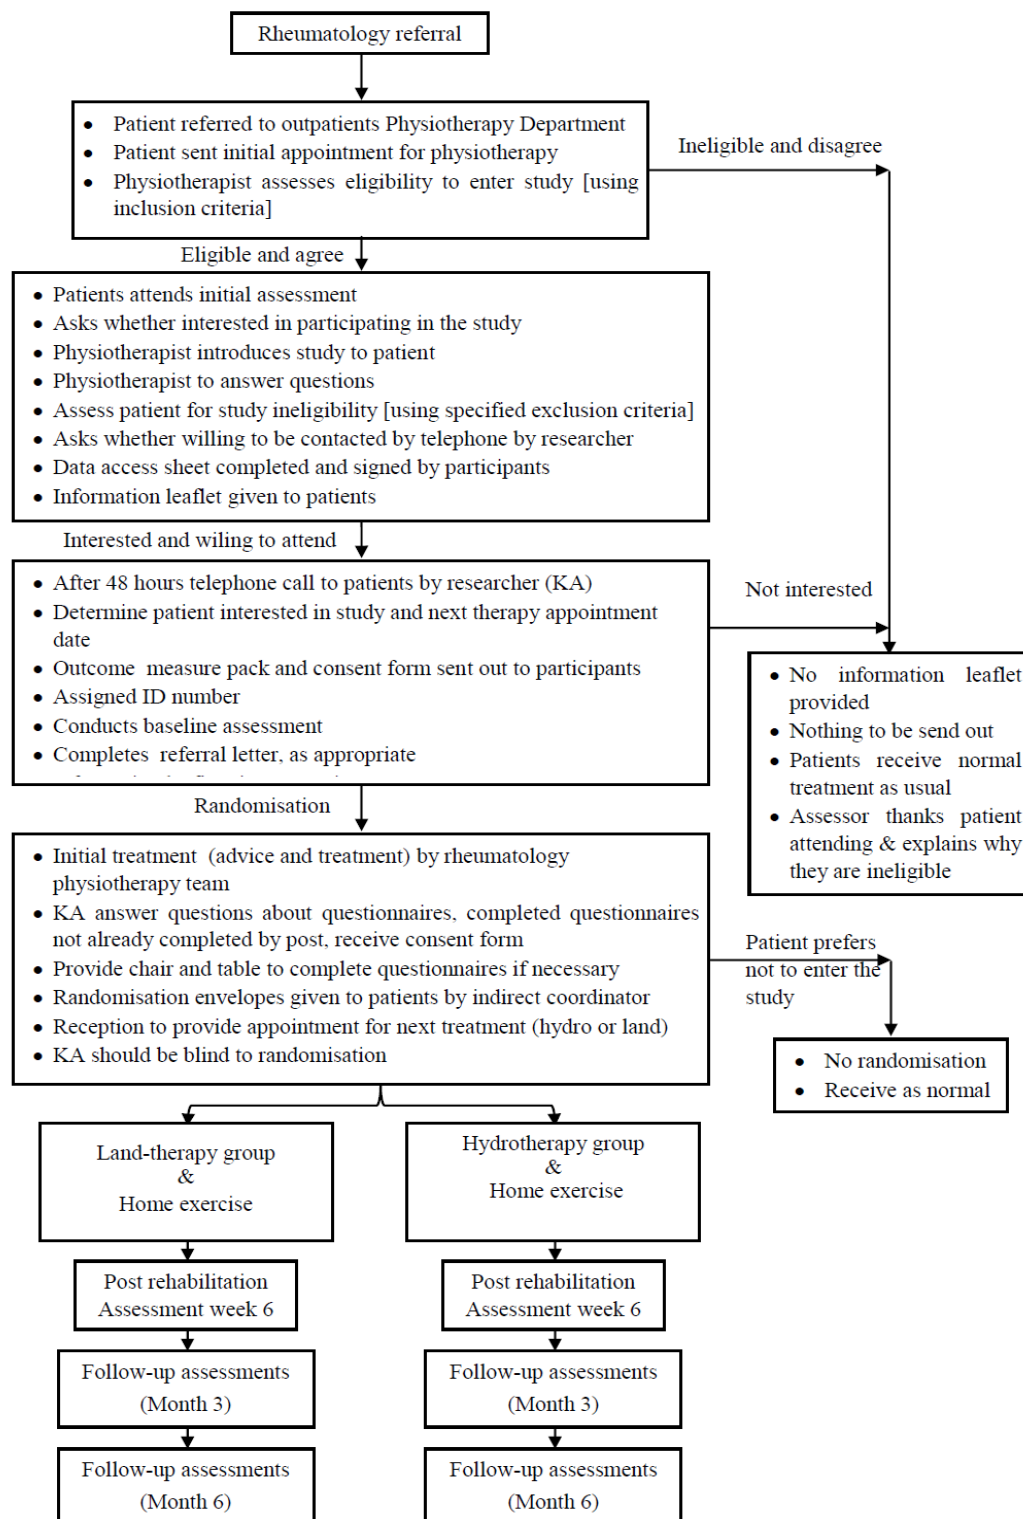 Rheumatology referral
• Patient referred to outpatients Physiotherapy Department
• Patient sent initial appointment for physiotherapy
• Physiotherapist assesses eligibility to enter study [using
inclusion criteria]
Ineligible and disagree
Eligible and agree
• Patients attends initial assessment
• Asks whether interested in participating in the study
• Physiotherapist introduces study to patient
• Physiotherapist to answer questions
• Assess patient for study ineligibility [using specified exclusion criteria]
• Asks whether willing to be contacted by telephone by researcher
• Data access sheet completed and signed by participants
• Information leaflet given to patients
Interested and wiling to attend
• After 48 hours telephone call to patients by researcher (KA)
• Determine patient interested in study and next therapy appointment
date
• Outcome measure pack and consent form sent out to participants
• Assigned ID number
• Conducts baseline assessment
• Completes referral letter, as appropriate
Not interested
• No information leaflet
provided
• Nothing to be send out
• Patients receive normal
treatment as usual
• Assessor thanks patient
attending & explains why
they are ineligible
Randomisation
• Initial treatment (advice and treatment) by rheumatology
physiotherapy team
• KA answer questions about questionnaires, completed questionnaires
not already completed by post, receive consent form
• Provide chair and table to complete questionnaires if necessary
• Randomisation envelopes given to patients by indirect coordinator
• Reception to provide appointment for next treatment (hydro or land)
• KA should be blind to randomisation
Patient prefers
not to enter the
study
• No randomisation
• Receive as normal
Land-therapy group
&
Home exercise
Hydrotherapy group
&
Home exercise
Post rehabilitation
Assessment week 6
Post rehabilitation
Assessment week 6
Follow-up assessments
(Month 3)
Follow-up assessments
(Month 3)
Follow-up assessments
(Month 6)
Follow-up assessments
(Month 6)